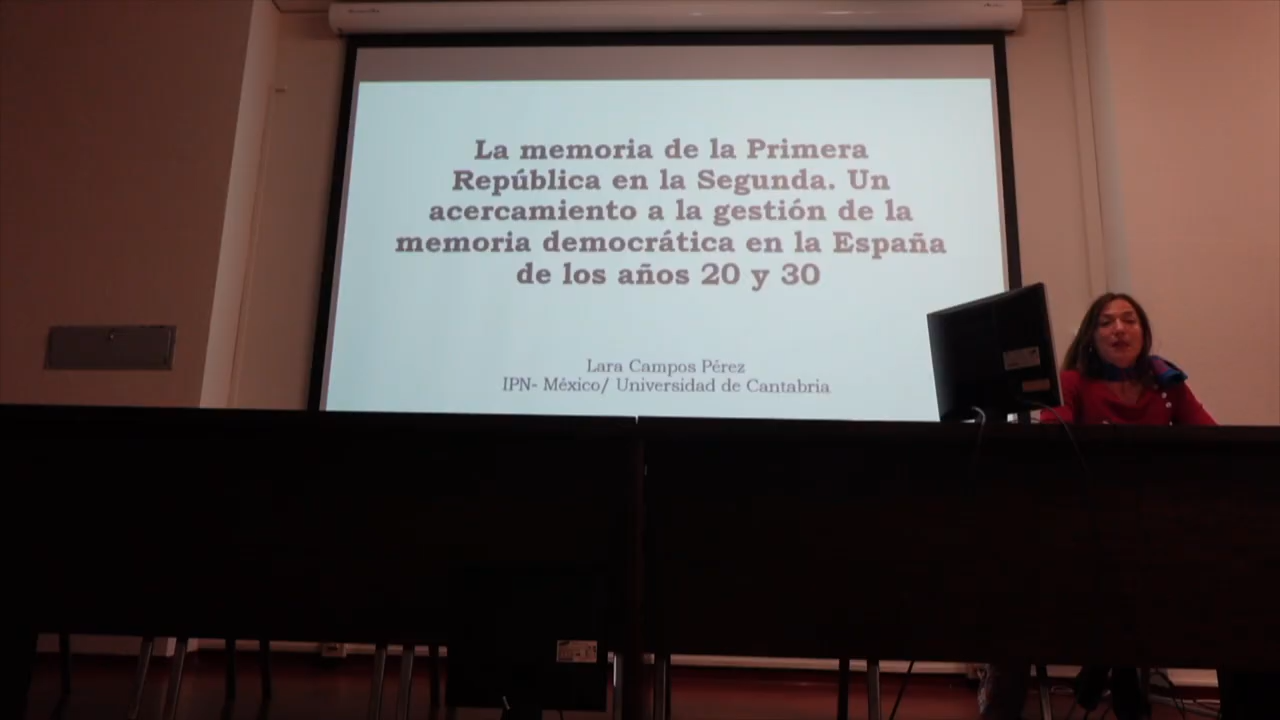 La memoria de la Primera
República en la Segunda. Un
acercamiento a la gestión de la
memoria democrática en la España
de los años 20 y 30
Lara Campos Pérez
IPN- México/ Universidad de Cantabria